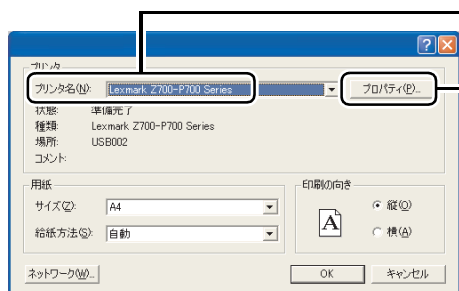 プリンタ
プリンタ名(N): Lexmark Z700-P700 Series プロパティ(P)...
状態: 準備完了
種類: Lexmark Z700-P700 Series
場所: USB002
コメント:
用紙
サイズ(Z): A4
給紙方法(S): 自動
印刷の向き
A
縦(O)
横(A)
ネットワーク(W)... OK キャンセル